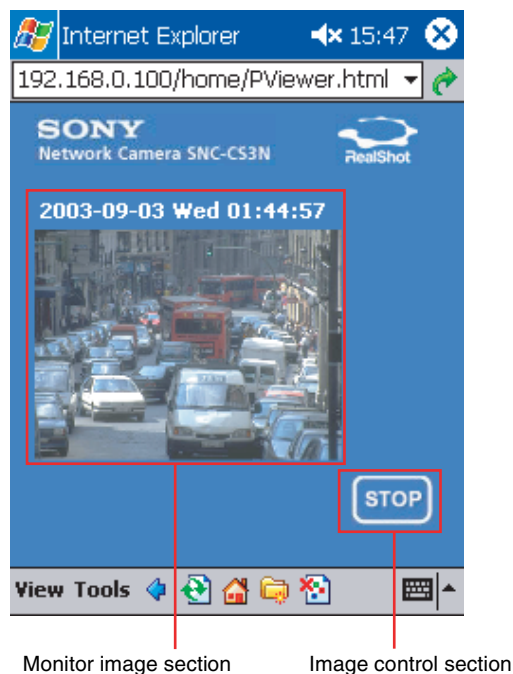 Internet Explorer 15:47
192.168.0.100/home/PViewer.html
SONY
Network Camera SNC-CS3N
RealShot
2003-09-03 Wed 01:44:57
STOP
View Tools
Monitor image section
Image control section